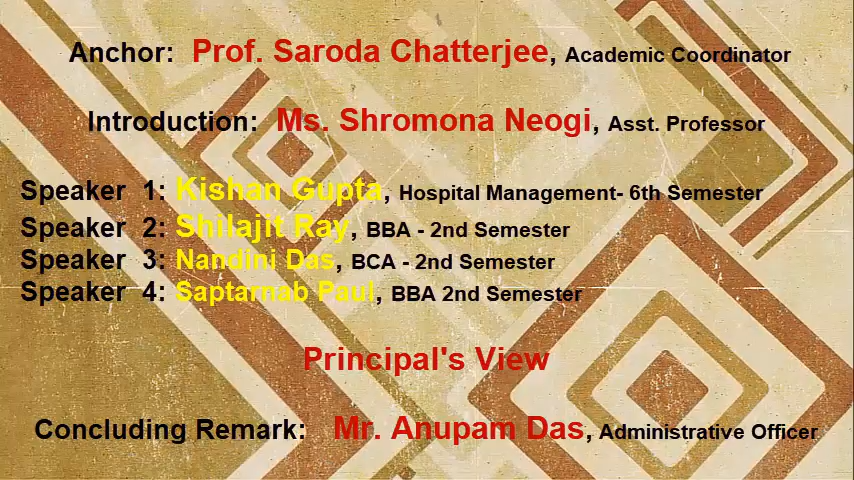 Anchor: Prof. Saroda Chatterjee, Academic Coordinator
Introduction: Ms. Shromona Neogi, Asst. Professor
Speaker 1: Kishan Gupta, Hospital Management- 6th Semester
Speaker 2: Shilajit Ray, BBA - 2nd Semester
Speaker 3: Nandini Das, BCA - 2nd Semester
Speaker 4: Saptarnab Paul, BBA 2nd Semester
Principal's View
Concluding Remark: Mr. Anupam Das, Administrative Officer